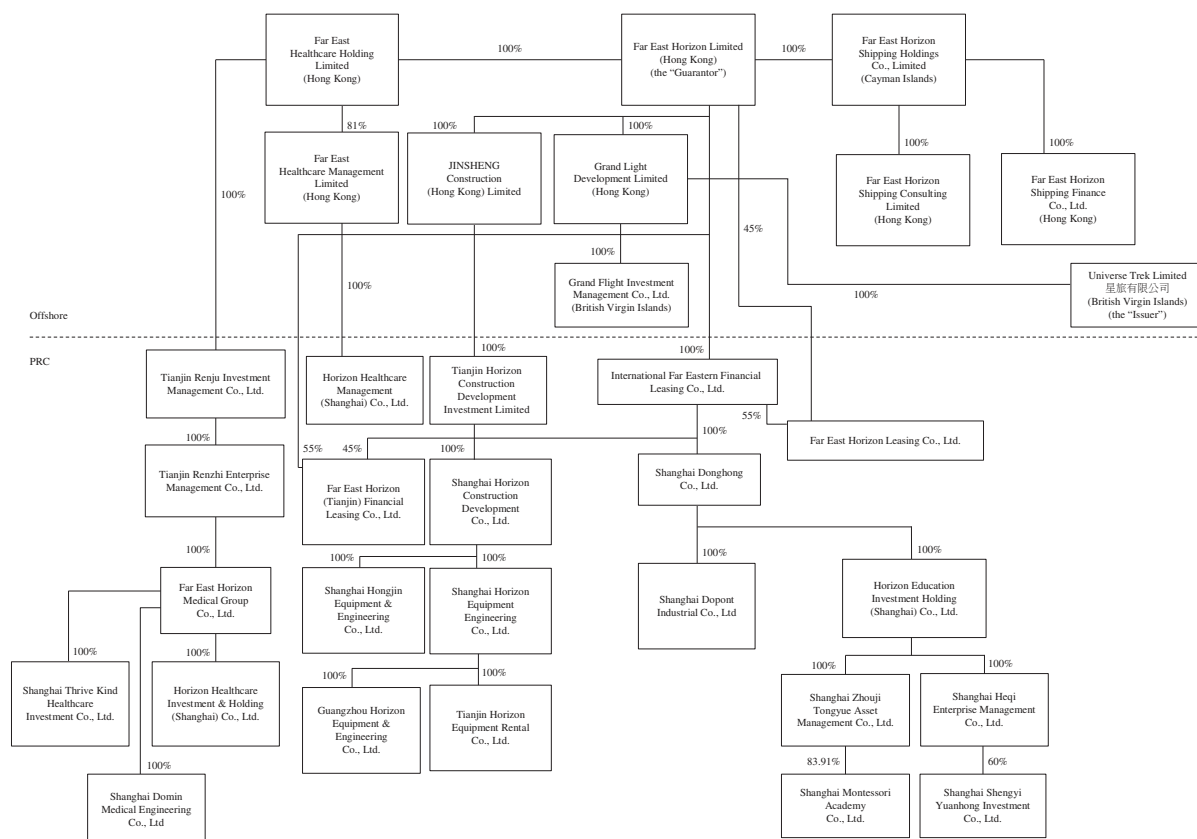 Far East
Healthcare Holding
Limited
(Hong Kong)
100%
Far East Horizon Limited
(Hong Kong)
(the “Guarantor”)
100%
Far East Horizon
Shipping Holdings
Co., Limited
(Cayman Islands)
81%
100%
100%
100%
100%
Far East
Healthcare Management
Limited
(Hong Kong)
JINSHENG
Construction
(Hong Kong) Limited
Grand Light
Development Limited
(Hong Kong)
Far East Horizon
Shipping Consulting
Limited
(Hong Kong)
Far East Horizon
Shipping Finance
Co., Ltd.
(Hong Kong)
100%
45%
100%
100%
Grand Flight Investment
Management Co., Ltd.
(British Virgin Islands)
100%
Universe Trek Limited
星旅有限公司
(British Virgin Islands)
(the “Issuer”)
Offshore
PRC
100%
100%
Tianjin Renju Investment
Management Co., Ltd.
Horizon Healthcare
Management
(Shanghai) Co., Ltd.
Tianjin Horizon
Construction
Development
Investment Limited
International Far Eastern Financial
Leasing Co., Ltd.
55%
Far East Horizon Leasing Co., Ltd.
100%
55%
45%
100%
100%
Tianjin Renzhi Enterprise
Management Co., Ltd.
Far East Horizon
(Tianjin) Financial
Leasing Co., Ltd.
Shanghai Horizon
Construction
Development
Co., Ltd.
Shanghai Donghong
Co., Ltd.
100%
100%
100%
100%
100%
Far East Horizon
Medical Group
Co., Ltd.
Shanghai Hongjin
Equipment &
Engineering
Co., Ltd.
Shanghai Horizon
Equipment
Engineering
Co., Ltd.
Shanghai Dopont
Industrial Co., Ltd
Horizon Education
Investment Holding
(Shanghai) Co., Ltd.
100%
100%
100%
100%
100%
100%
Shanghai Thrive Kind
Healthcare
Investment Co., Ltd.
Horizon Healthcare
Investment & Holding
(Shanghai) Co., Ltd.
Guangzhou Horizon
Equipment &
Engineering
Co., Ltd.
Tianjin Horizon
Equipment Rental
Co., Ltd.
Shanghai Zhouji
Tongyue Asset
Management Co., Ltd.
Shanghai Heqi
Enterprise Management
Co., Ltd.
100%
83.91%
60%
Shanghai Domin
Medical Engineering
Co., Ltd
Shanghai Montessori
Academy
Co., Ltd.
Shanghai Shengyi
Yuanhong Investment
Co., Ltd.